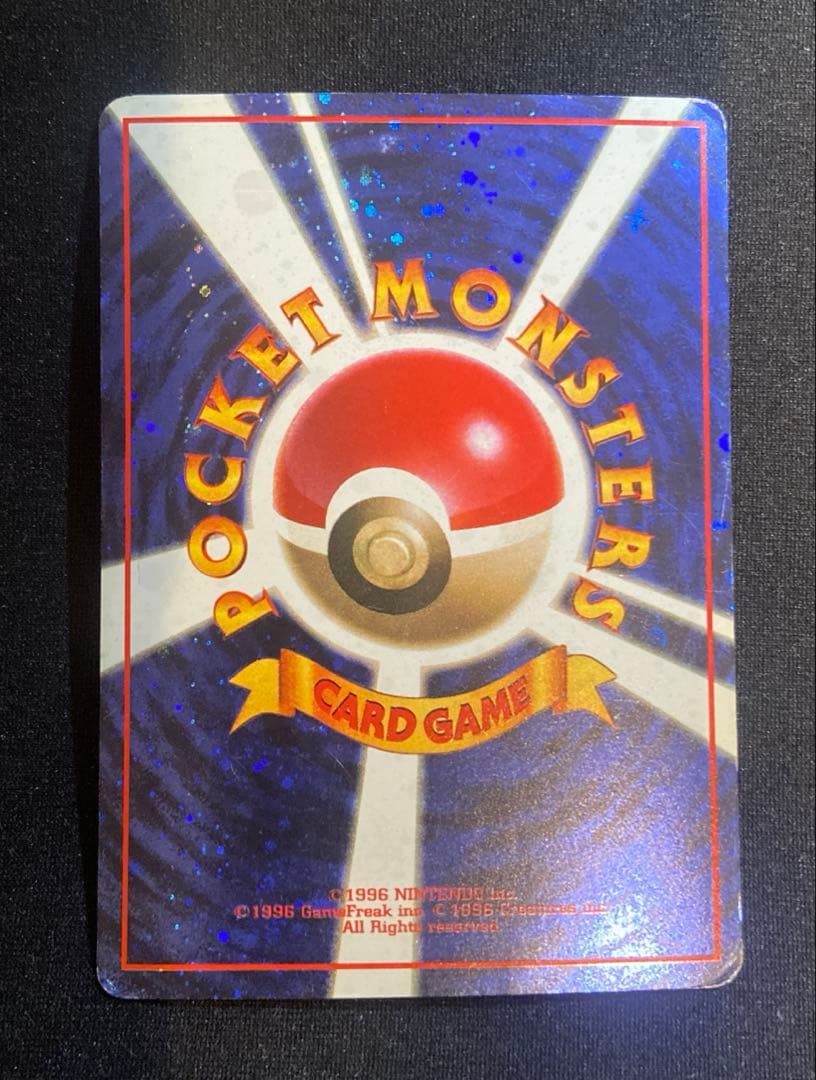 POCKET MONSTERS
CARD GAME
©1996 NINTENDO inc.
©1996 GameFreak inc. ©1996 Creatures inc.
All Rights reserved.